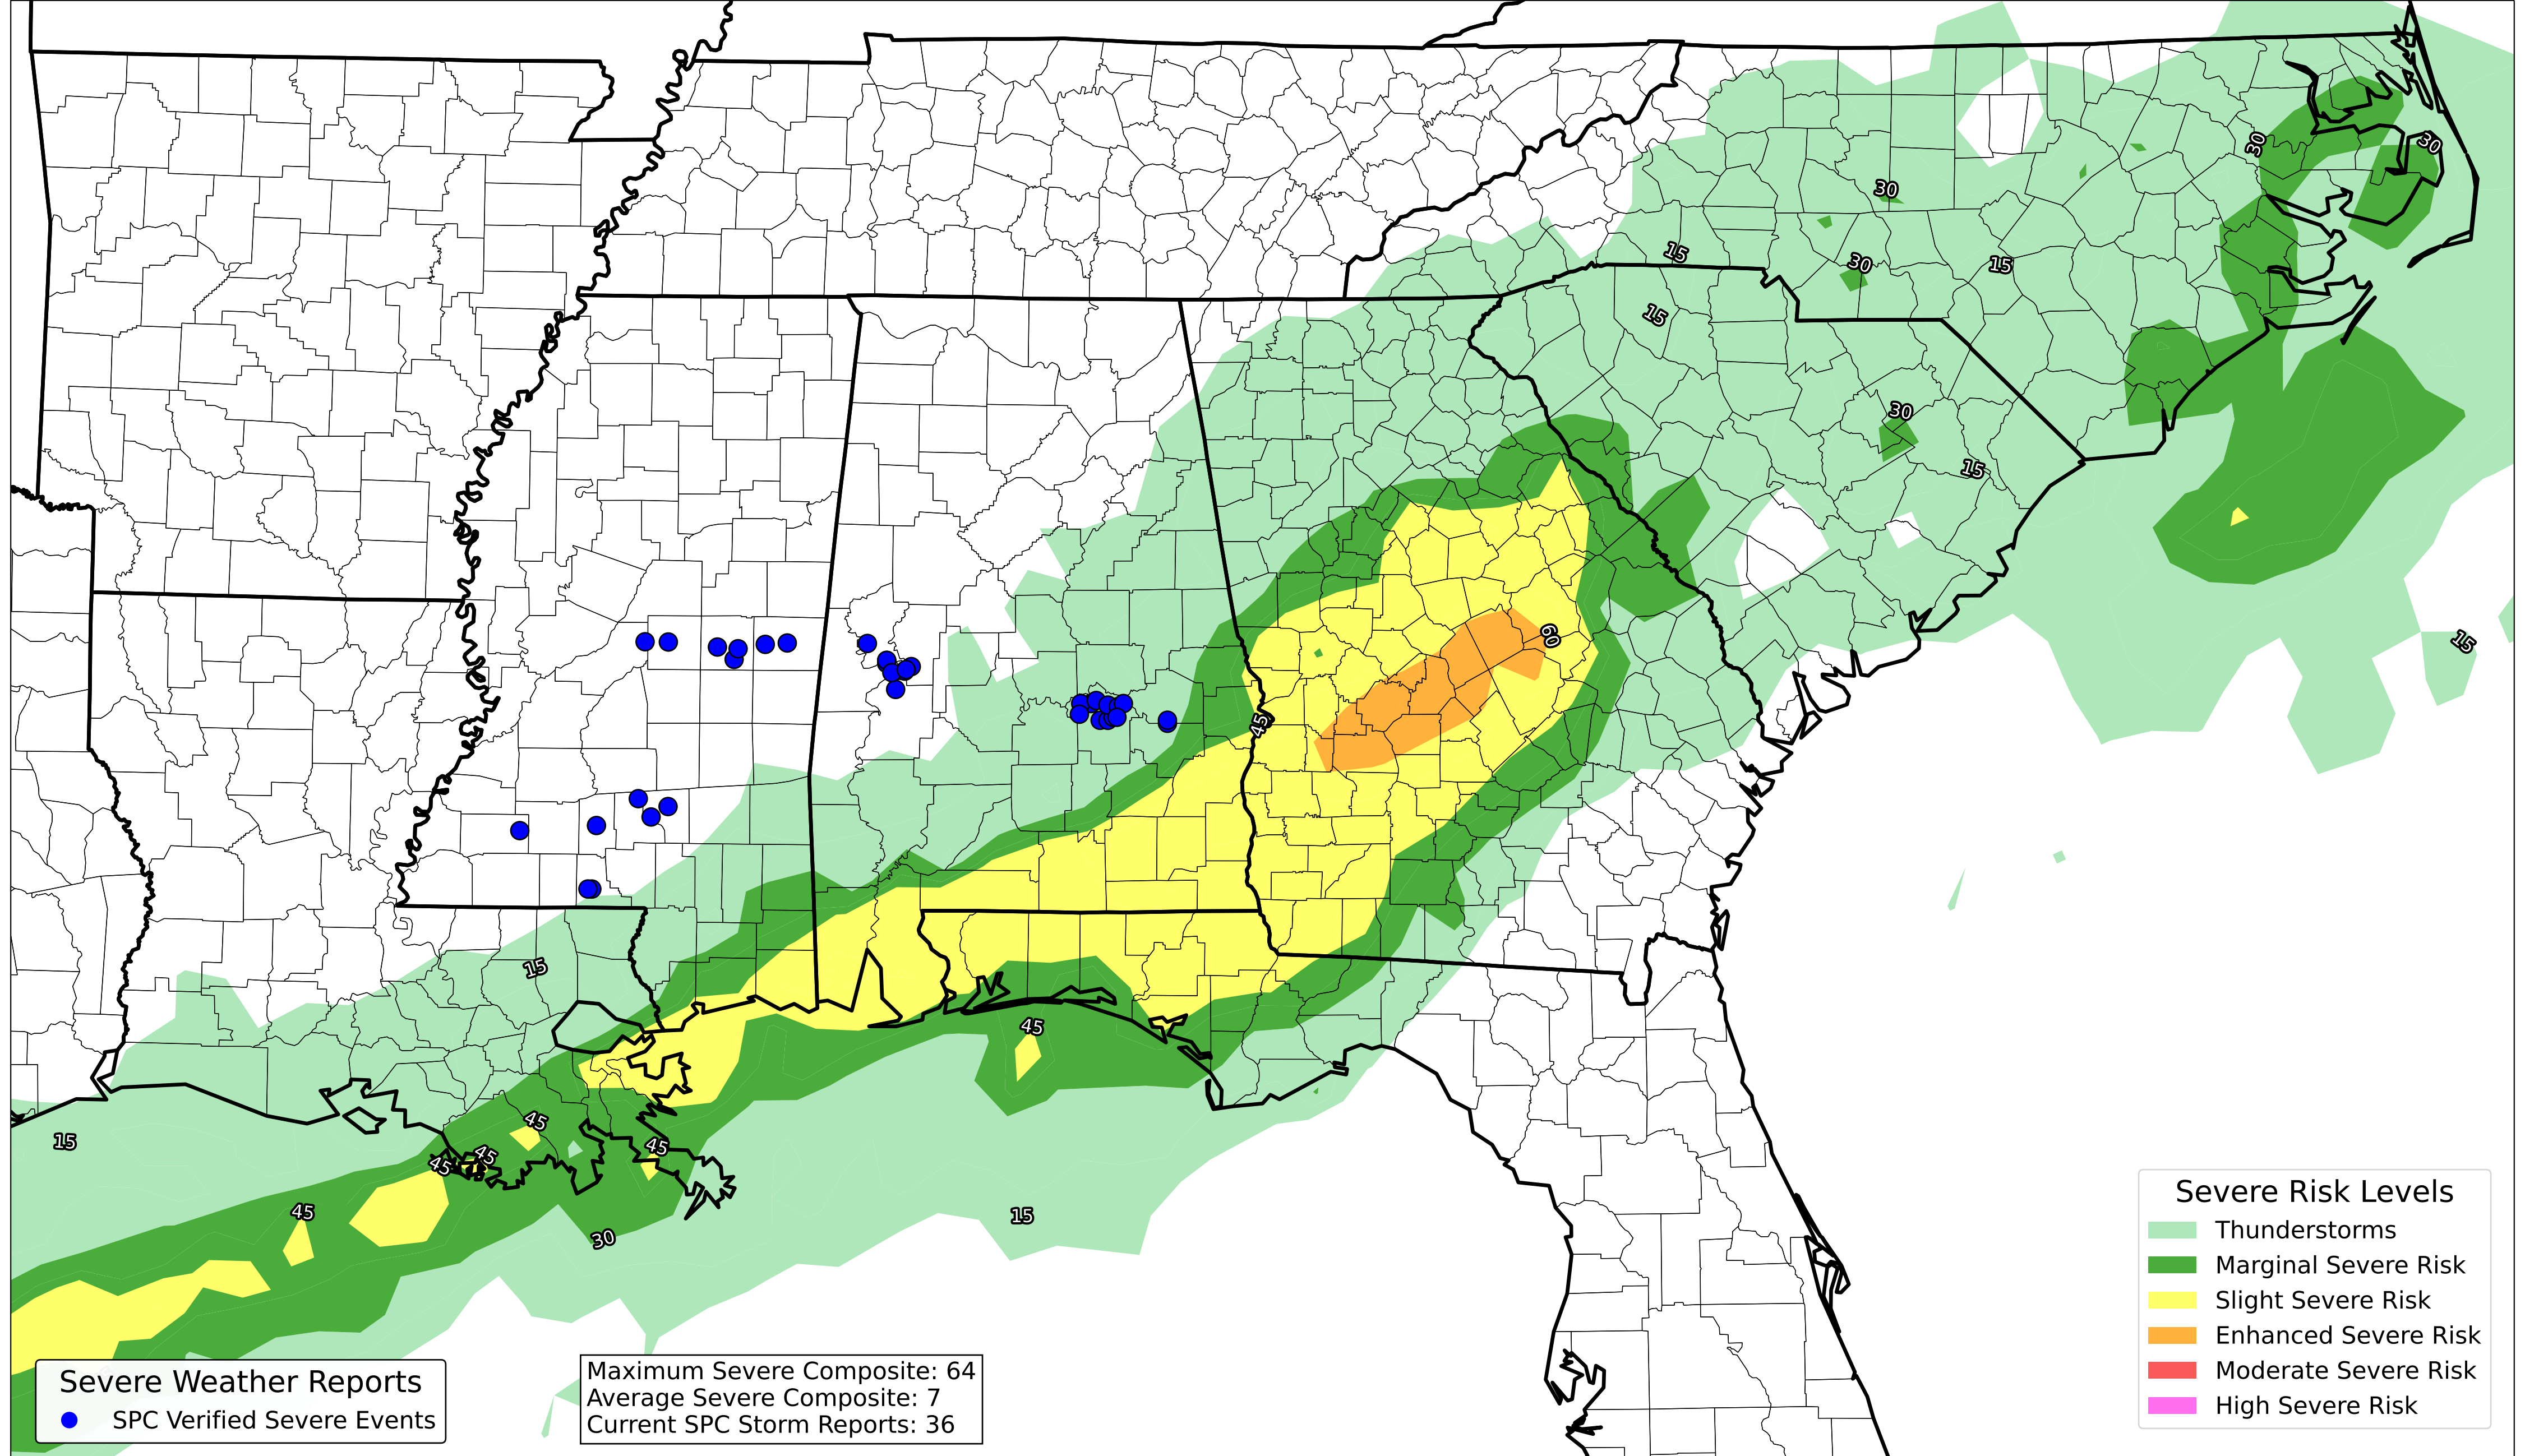 30
30
30
15
30
15
15
30
15
60
45
15
15
45
45
45
45
45
15
45
30
15
Severe Risk Levels
Thunderstorms
Marginal Severe Risk
Slight Severe Risk
Enhanced Severe Risk
Moderate Severe Risk
High Severe Risk
Severe Weather Reports
SPC Verified Severe Events
Maximum Severe Composite: 64
Average Severe Composite: 7
Current SPC Storm Reports: 36